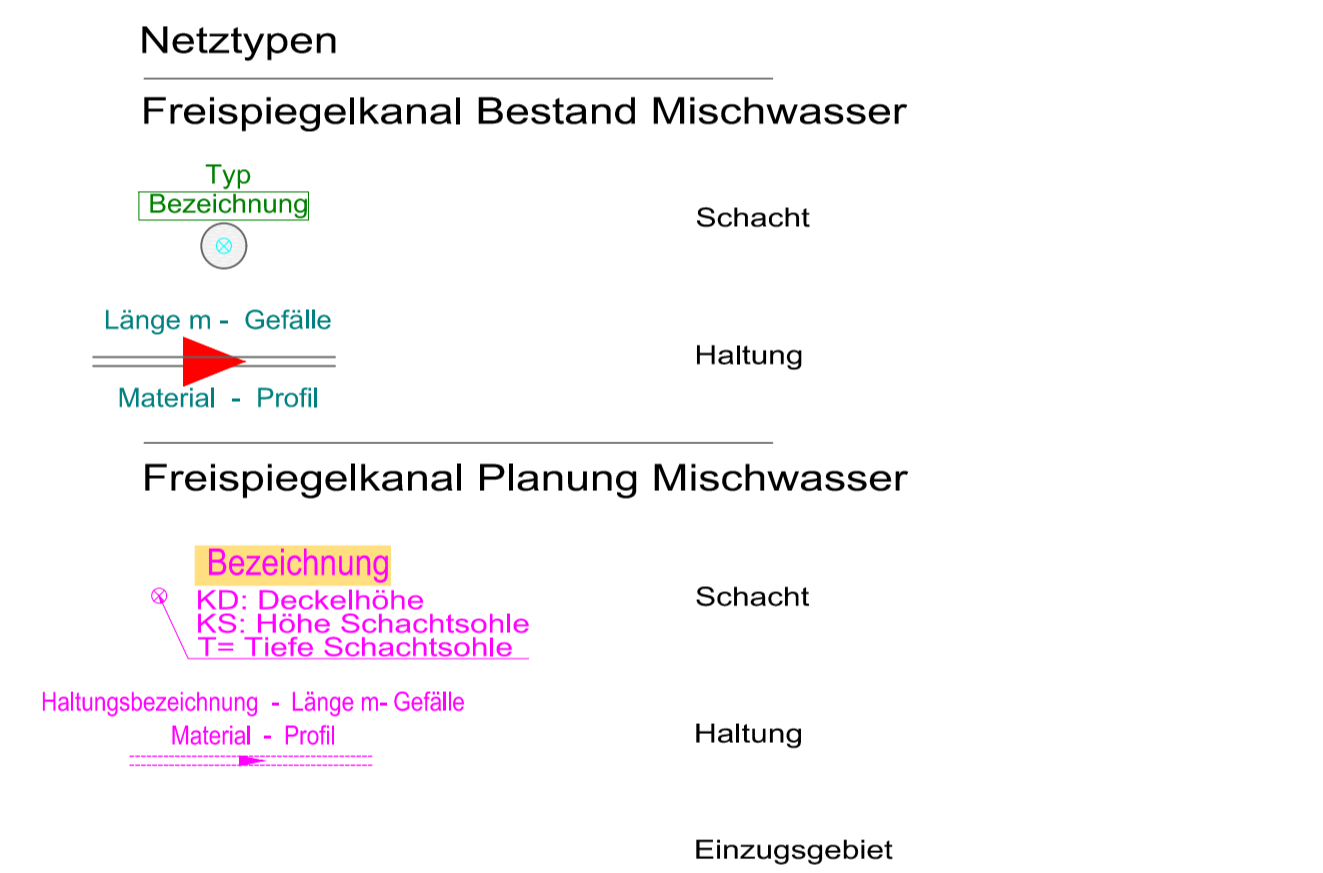 Netztypen
Freispiegelkanal Bestand Mischwasser
Typ
Bezeichnung
Schacht
Länge m - Gefälle
Haltung
Material - Profil
Freispiegelkanal Planung Mischwasser
Bezeichnung
KD: Deckelhöhe
Schacht
KS: Höhe Schachtsohle
T= Tiefe Schachtsohle
Haltungsbezeichnung - Länge m- Gefälle
Material - Profil
Haltung
Einzugsgebiet